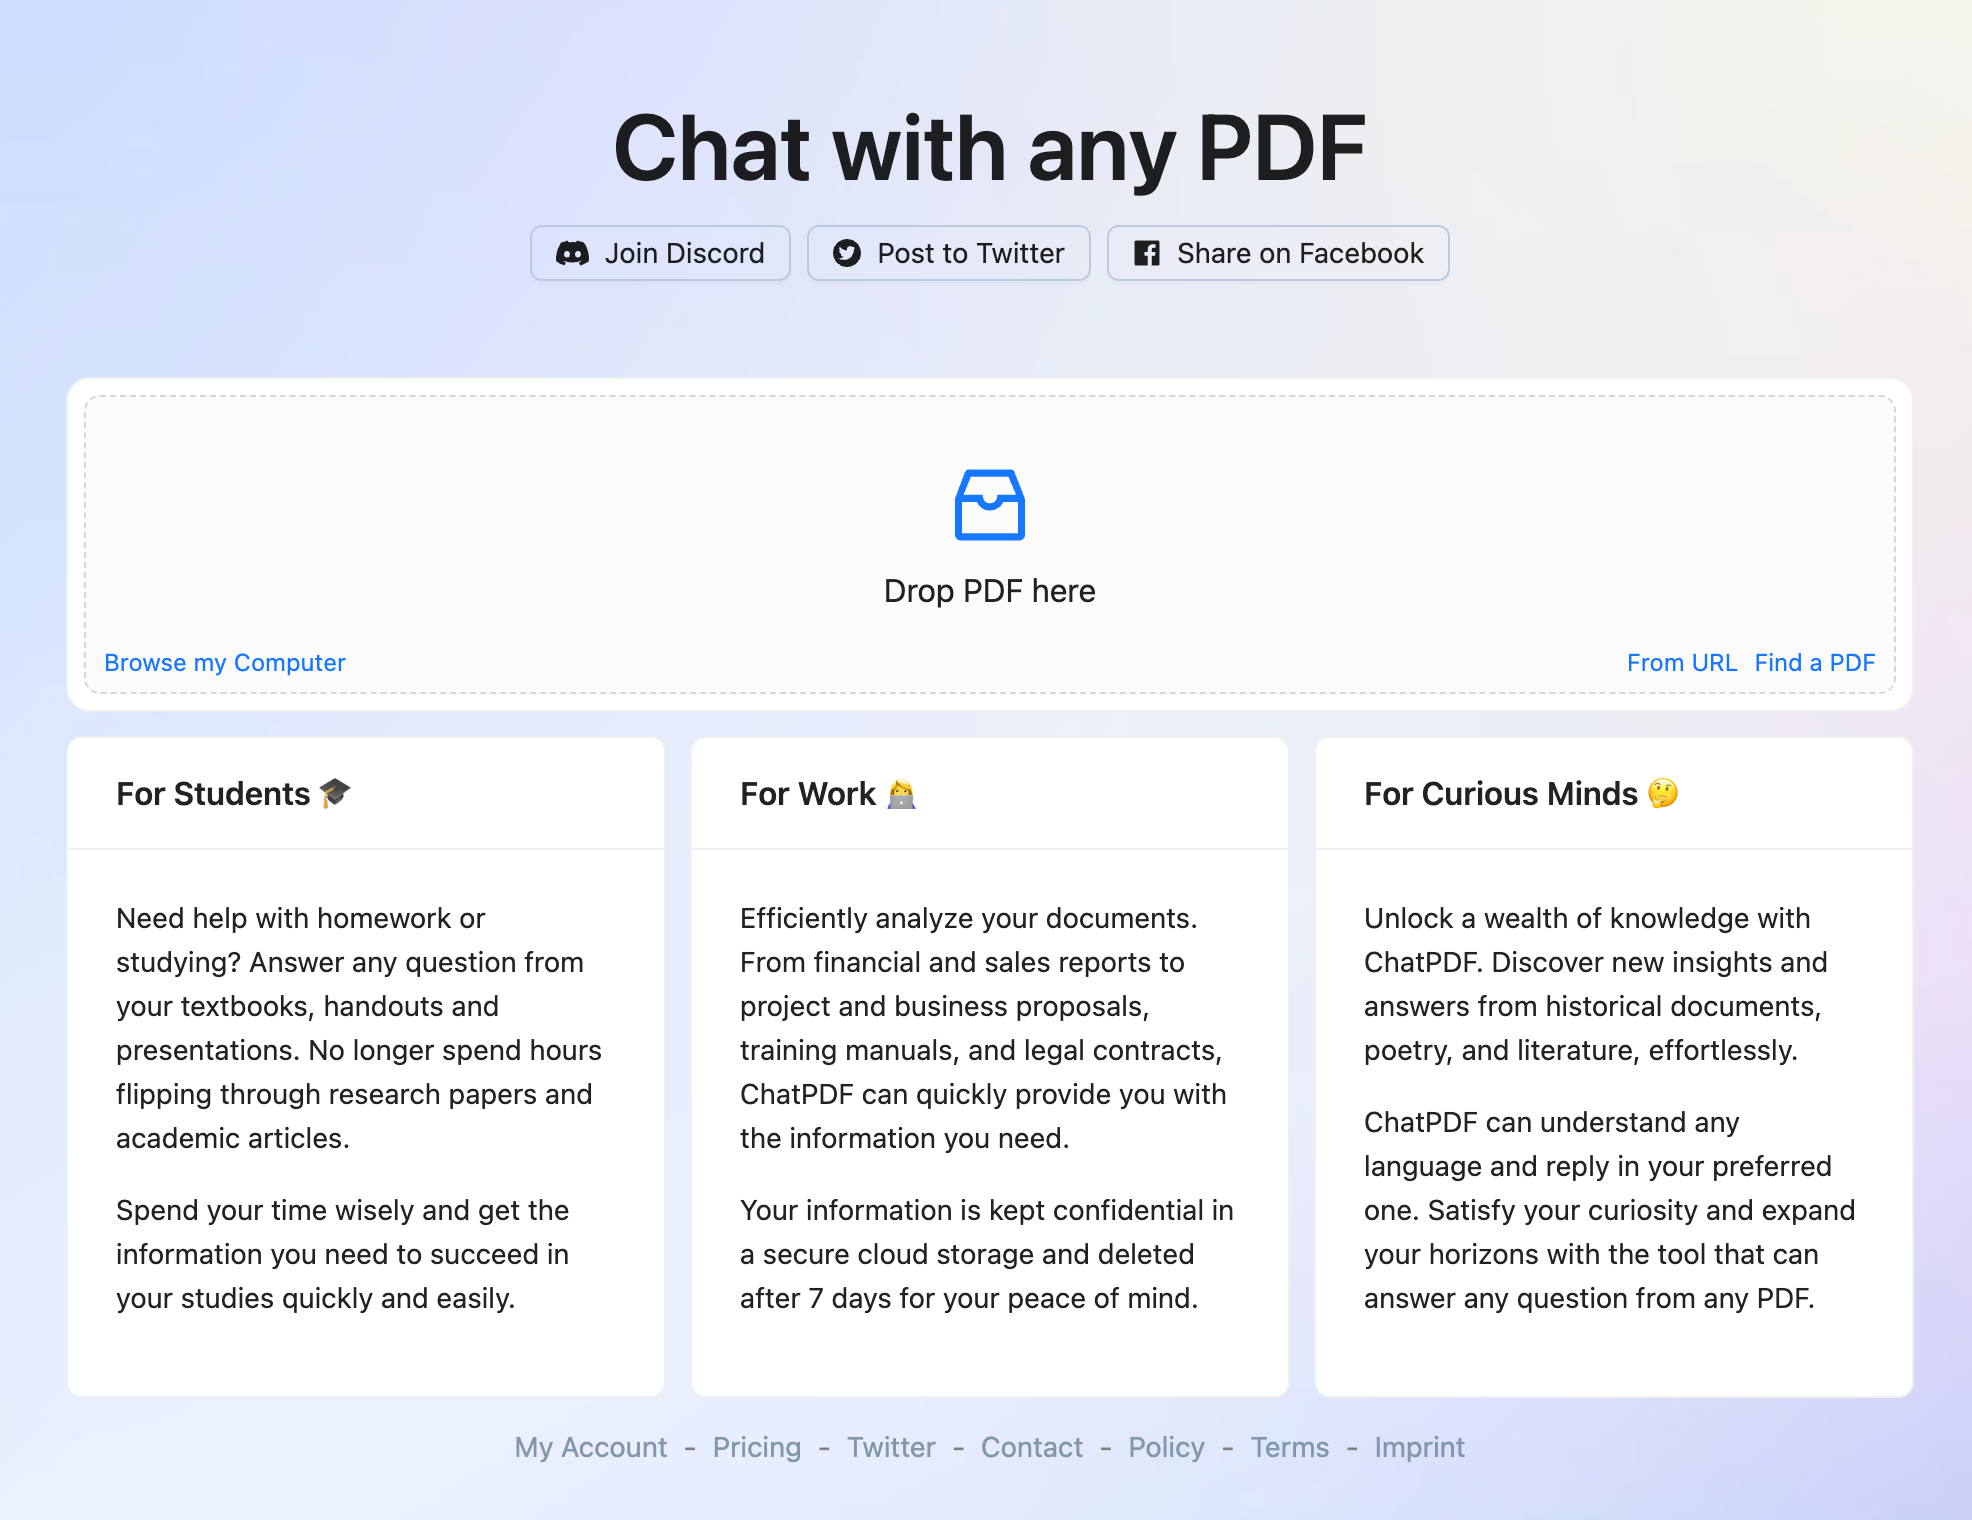 Chat with any PDF
Join Discord
Post to Twitter
Share on Facebook
Drop PDF here
Browse my Computer
From URL
Find a PDF
For Students 🎓
Need help with homework or
studying? Answer any question from
your textbooks, handouts and
presentations. No longer spend hours
flipping through research papers and
academic articles.
Spend your time wisely and get the
information you need to succeed in
your studies quickly and easily.
For Work 👩‍💻
Efficiently analyze your documents.
From financial and sales reports to
project and business proposals,
training manuals, and legal contracts,
ChatPDF can quickly provide you with
the information you need.
Your information is kept confidential in
a secure cloud storage and deleted
after 7 days for your peace of mind.
For Curious Minds 🤔
Unlock a wealth of knowledge with
ChatPDF. Discover new insights and
answers from historical documents,
poetry, and literature, effortlessly.
ChatPDF can understand any
language and reply in your preferred
one. Satisfy your curiosity and expand
your horizons with the tool that can
answer any question from any PDF.
My Account - Pricing - Twitter - Contact - Policy - Terms - Imprint